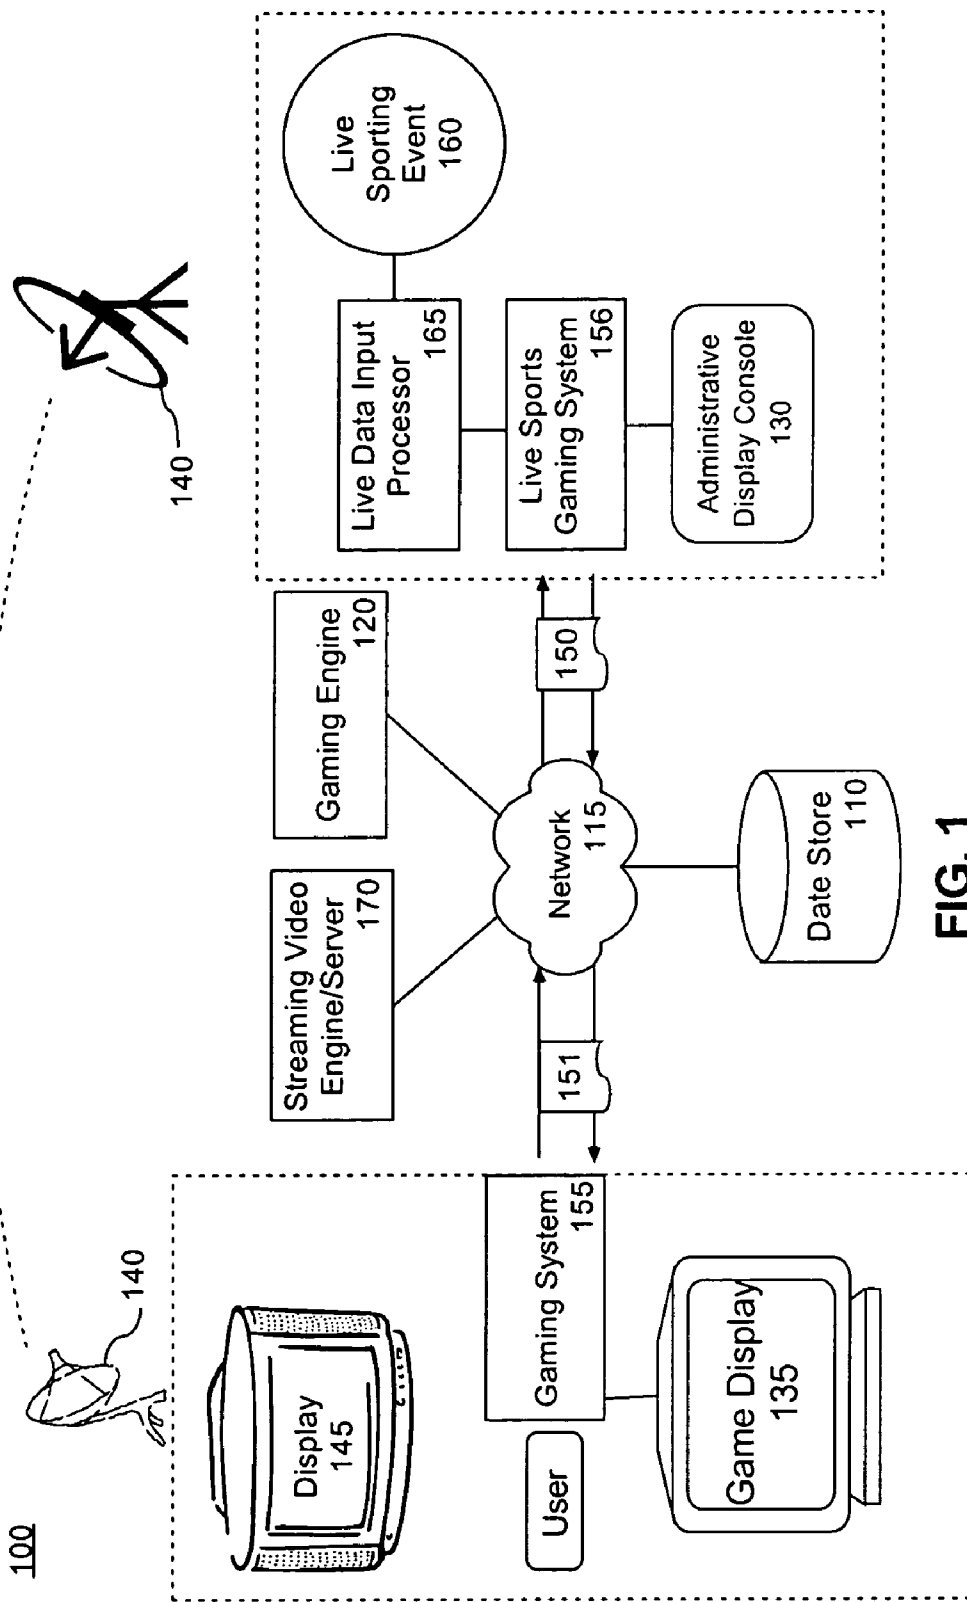 100
140
140
Display
145
User
Gaming System
155
Game Display
135
Streaming Video
Engine/Server
170
Gaming Engine
120
151
Network
115
150
Date Store
110
Live
Sporting
Event
160
Live Data Input
Processor
165
Live Sports
Gaming System
156
Administrative
Display Console
130
FIG. 1